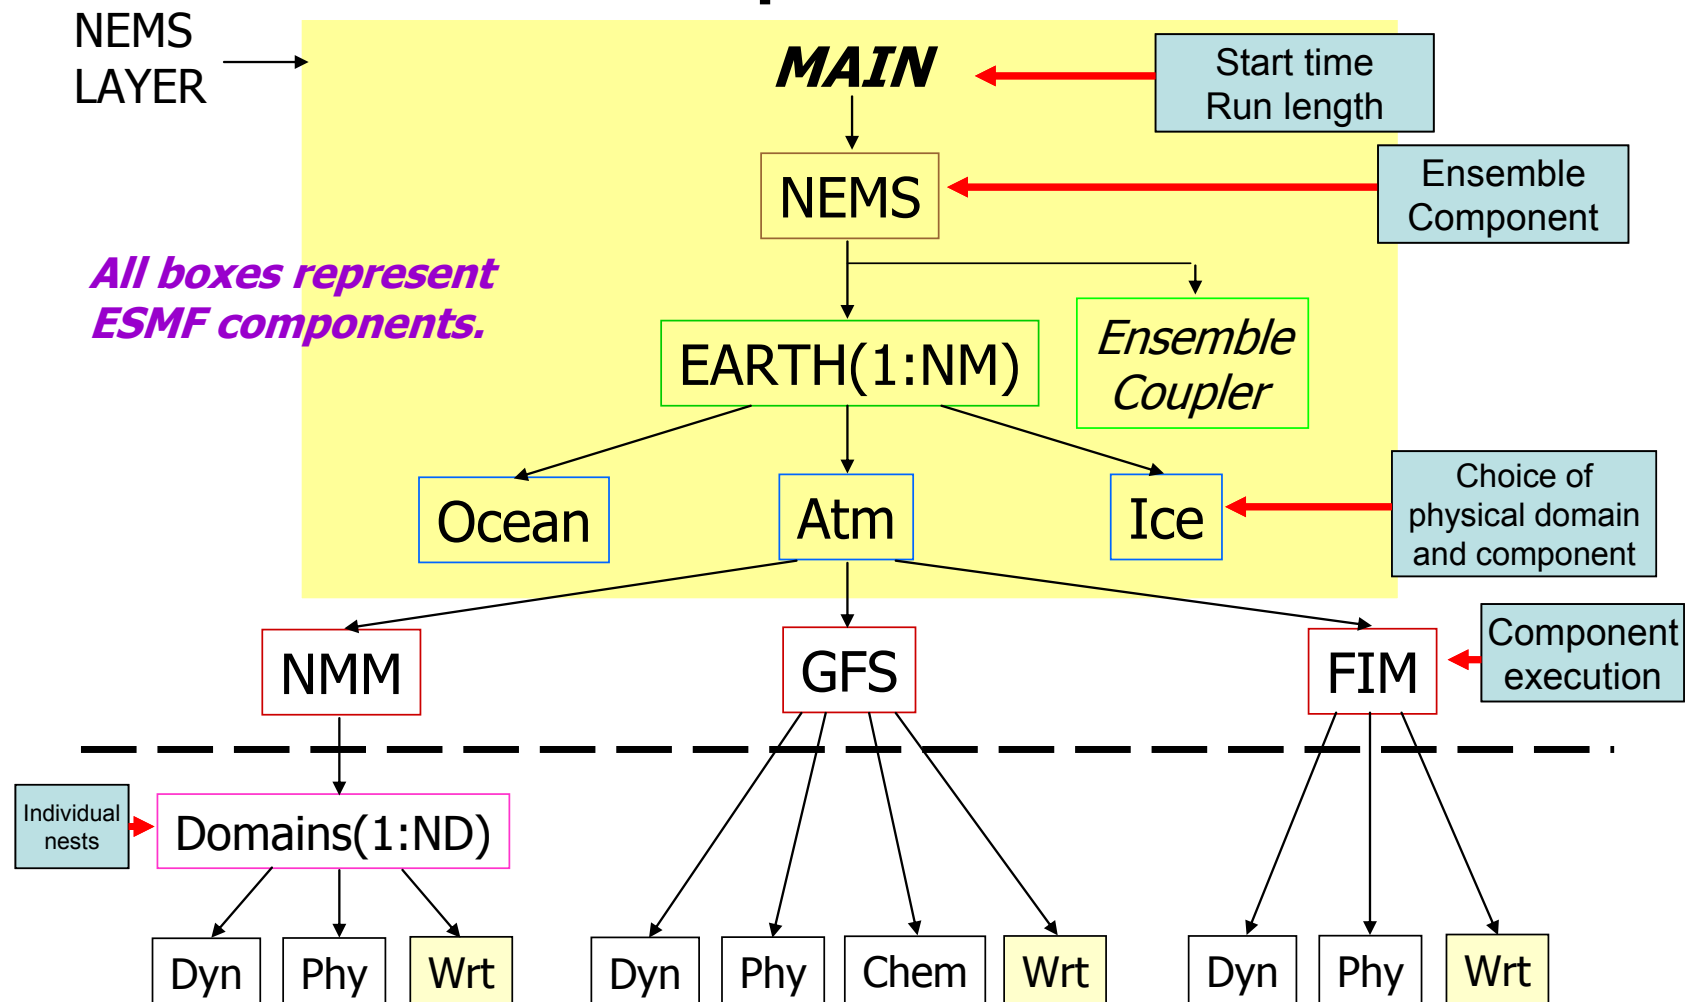 NEMS
LAYER
MAIN
Start time
Run length
NEMS
Ensemble
Component
All boxes represent
ESMF components.
EARTH(1:NM)
Ensemble
Coupler
Ocean
Atm
Ice
Choice of
physical domain
and component
NMM
GFS
FIM
Component
execution
Individual
nests
Domains(1:ND)
Dyn
Phy
Wrt
Dyn
Phy
Chem
Wrt
Dyn
Phy
Wrt